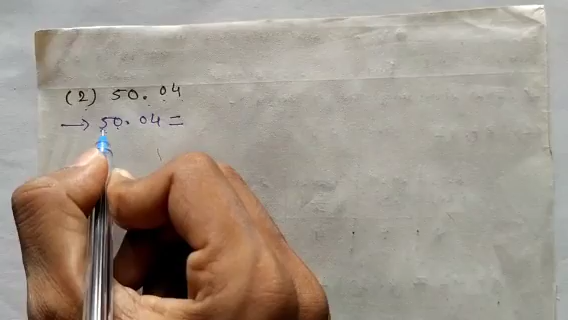 (2) 50.04
→ 50.04 =